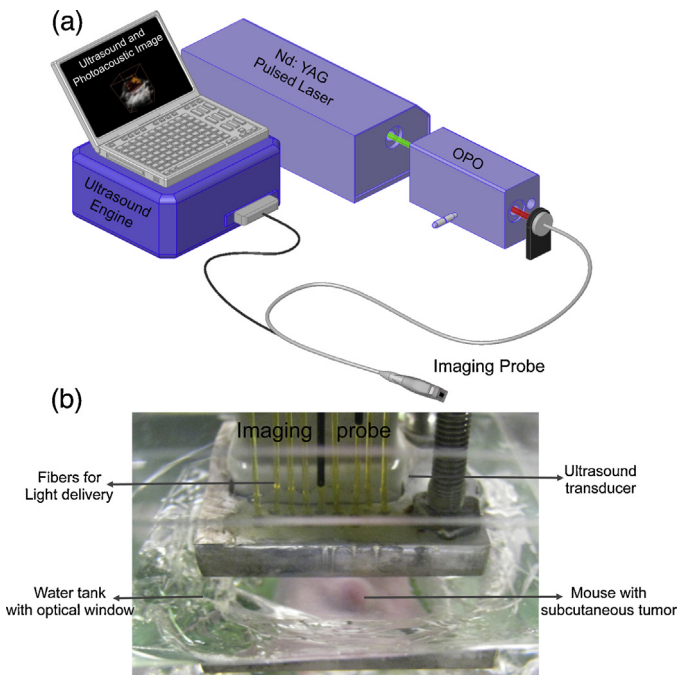 (a)
Ultrasound and
Photoacoustic Image
Nd: YAG
Pulsed Laser
OPO
Ultrasound
Engine
Imaging Probe
(b)
Imaging probe
Fibers for
Light delivery
Ultrasound
transducer
Water tank
with optical window
Mouse with
subcutaneous tumor